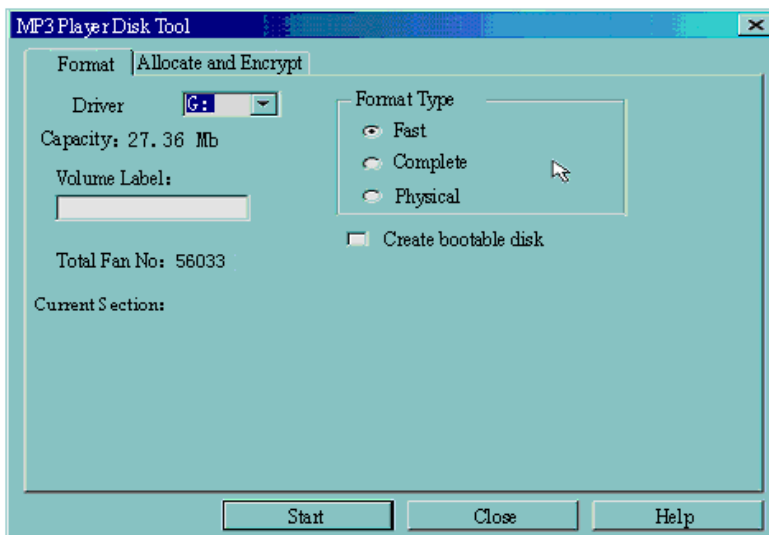 MP3 Player Disk Tool
Format
Allocate and Encrypt
Driver
G:
Capacity: 27.36 Mb
Volume Label:
Total Fan No: 56033
Current Section:
Format Type
Fast
Complete
Physical
Create bootable disk
Start
Close
Help